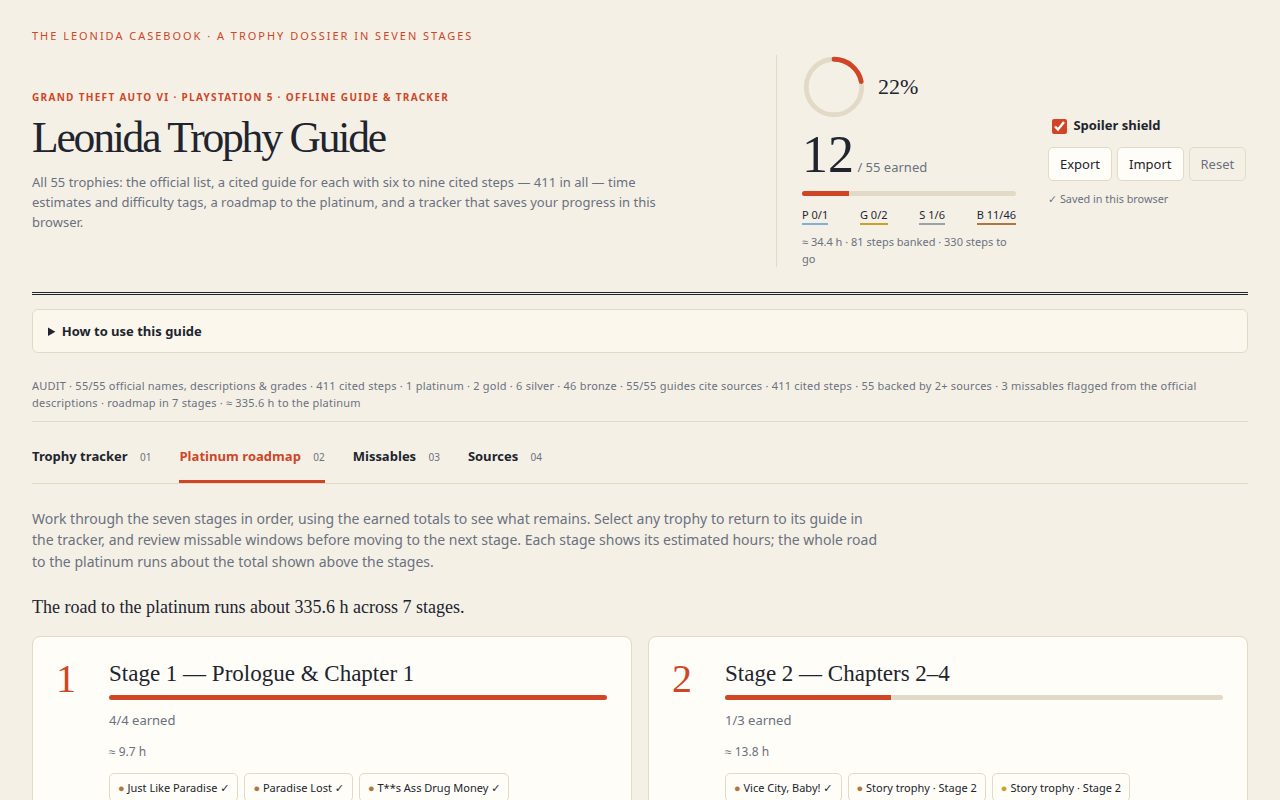 THE LEONIDA CASEBOOK · A TROPHY DOSSIER IN SEVEN STAGES
GRAND THEFT AUTO VI · PLAYSTATION 5 · OFFLINE GUIDE & TRACKER
Leonida Trophy Guide
All 55 trophies: the official list, a cited guide for each with six to nine cited steps — 411 in all — time
estimates and difficulty tags, a roadmap to the platinum, and a tracker that saves your progress in this
browser.
22%
12 / 55 earned
P 0/1 G 0/2 S 1/6 B 11/46
≈ 34.4 h · 81 steps banked · 330 steps to
go
Spoiler shield
Export Import Reset
✓ Saved in this browser
▶ How to use this guide
AUDIT · 55/55 official names, descriptions & grades · 411 cited steps · 1 platinum · 2 gold · 6 silver · 46 bronze · 55/55 guides cite sources · 411 cited steps · 55 backed by 2+ sources · 3 missables flagged from the official
descriptions · roadmap in 7 stages · ≈ 335.6 h to the platinum
Trophy tracker 01 Platinum roadmap 02 Missables 03 Sources 04
Work through the seven stages in order, using the earned totals to see what remains. Select any trophy to return to its guide in
the tracker, and review missable windows before moving to the next stage. Each stage shows its estimated hours; the whole road
to the platinum runs about the total shown above the stages.
The road to the platinum runs about 335.6 h across 7 stages.
1 Stage 1 — Prologue & Chapter 1
4/4 earned
≈ 9.7 h
● Just Like Paradise ✓ ● Paradise Lost ✓ ● T**s Ass Drug Money ✓
2 Stage 2 — Chapters 2–4
1/3 earned
≈ 13.8 h
● Vice City, Baby! ✓ ● Story trophy · Stage 2 ● Story trophy · Stage 2